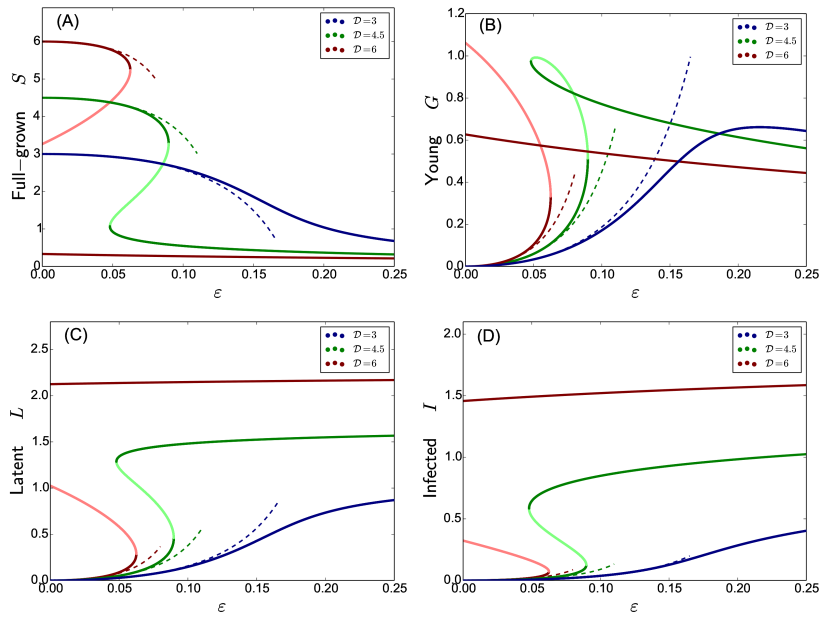 (A)
𝒟=3
𝒟=4.5
𝒟=6
Full−grown S
6
5
4
3
2
1
0
0.00 0.05 0.10 0.15 0.20 0.25
ε
(B)
𝒟=3
𝒟=4.5
𝒟=6
Young G
1.2
1.0
0.8
0.6
0.4
0.2
0.0
0.00 0.05 0.10 0.15 0.20 0.25
ε
(C)
𝒟=3
𝒟=4.5
𝒟=6
Latent L
2.5
2.0
1.5
1.0
0.5
0.0
0.00 0.05 0.10 0.15 0.20 0.25
ε
(D)
𝒟=3
𝒟=4.5
𝒟=6
Infected I
2.0
1.5
1.0
0.5
0.0
0.00 0.05 0.10 0.15 0.20 0.25
ε